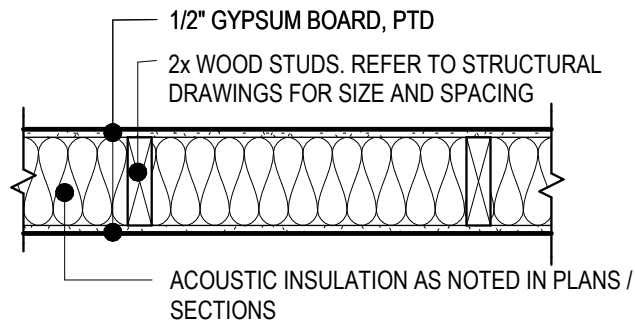 1/2" GYPSUM BOARD, PTD
2x WOOD STUDS. REFER TO STRUCTURAL
DRAWINGS FOR SIZE AND SPACING
ACOUSTIC INSULATION AS NOTED IN PLANS /
SECTIONS